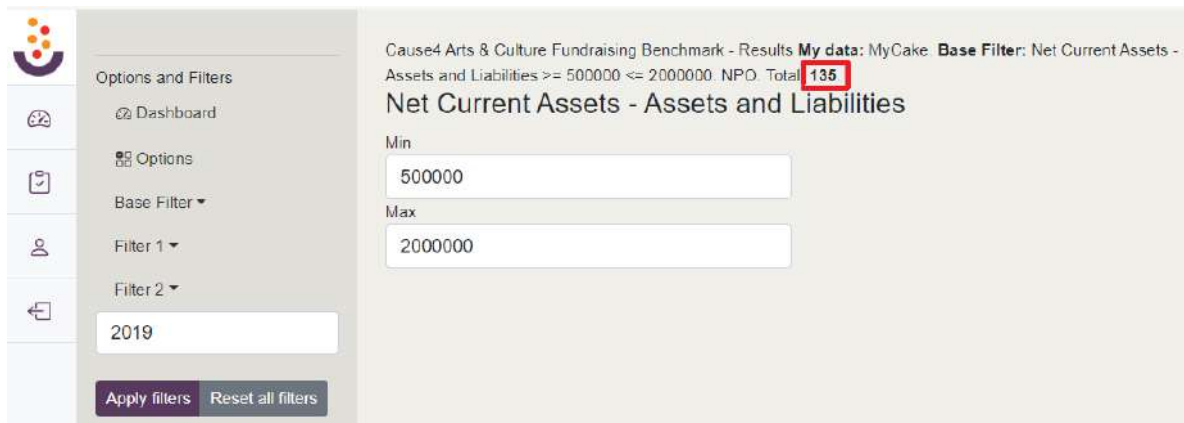 Options and Filters
Dashboard
Options
Base Filter
Filter 1
Filter 2
2019
Apply filters Reset all filters
Cause4 Arts & Culture Fundraising Benchmark - Results My data: MyCake. Base Filter: Net Current Assets -
Assets and Liabilities >= 500000 <= 2000000. NPO. Total 135
Net Current Assets - Assets and Liabilities
Min
500000
Max
2000000